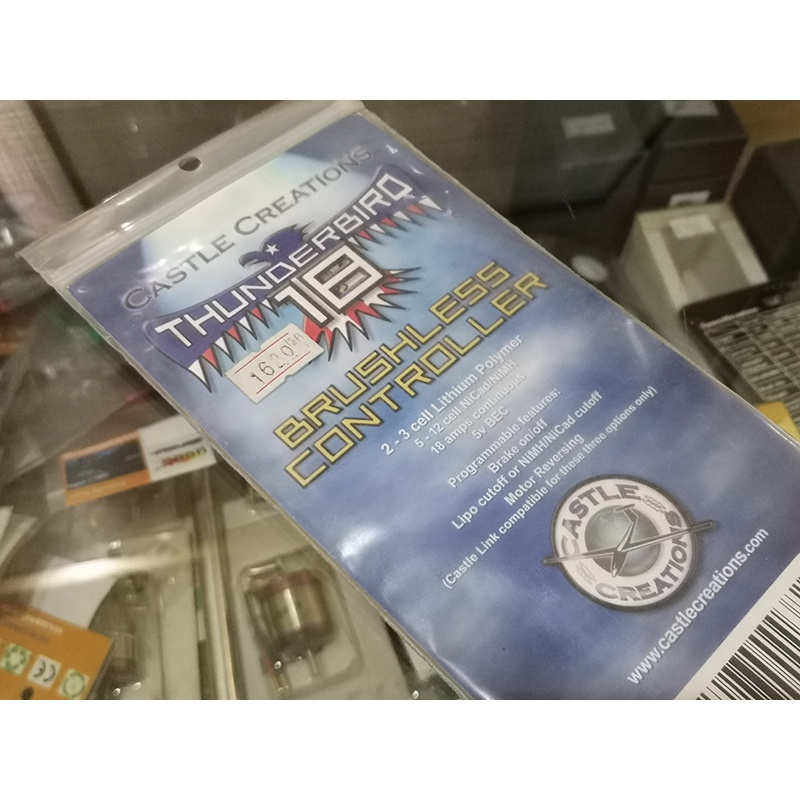 CASTLE CREATIONS
THUNDERBIRD
18
BRUSHLESS
CONTROLLER
2 - 3 cell Lithium Polymer
5 - 12 cell NiCad/NiMH
18 amps continuous
5v BEC
Programmable features:
Brake on/off
Lipo cutoff or NiMH/NiCad cutoff
Motor Reversing
(Castle Link compatible for these three options only)
CASTLE
CREATIONS
www.castlecreations.com
CE